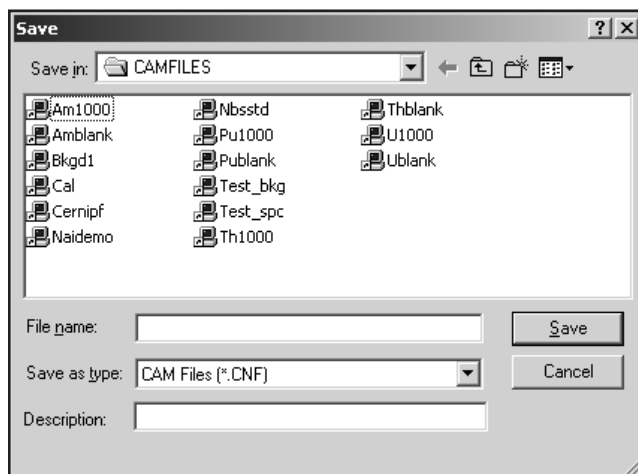 Save
Save in: CAMFILES
Am1000 Nbsstd Thblank
Amblank Pu1000 U1000
Bkgd1 Publank Ublank
Cal Test_bkg
Cernipf Test_spc
Naidemo Th1000
File name: Save
Save as type: CAM Files (*.CNF) Cancel
Description: